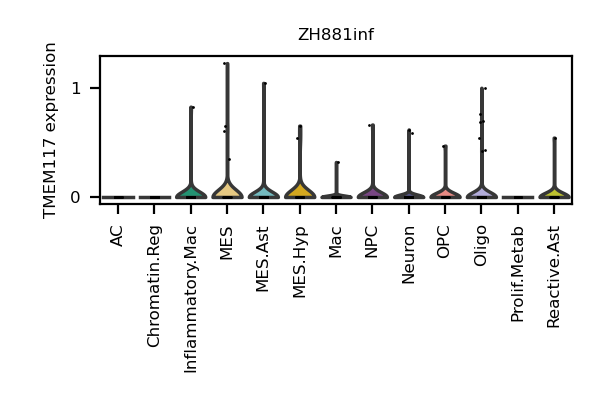 ZH881inf
TMEM117 expression
1
0
AC
Chromatin.Reg
Inflammatory.Mac
MES
MES.Ast
MES.Hyp
Mac
NPC
Neuron
OPC
Oligo
Prolif.Metab
Reactive.Ast